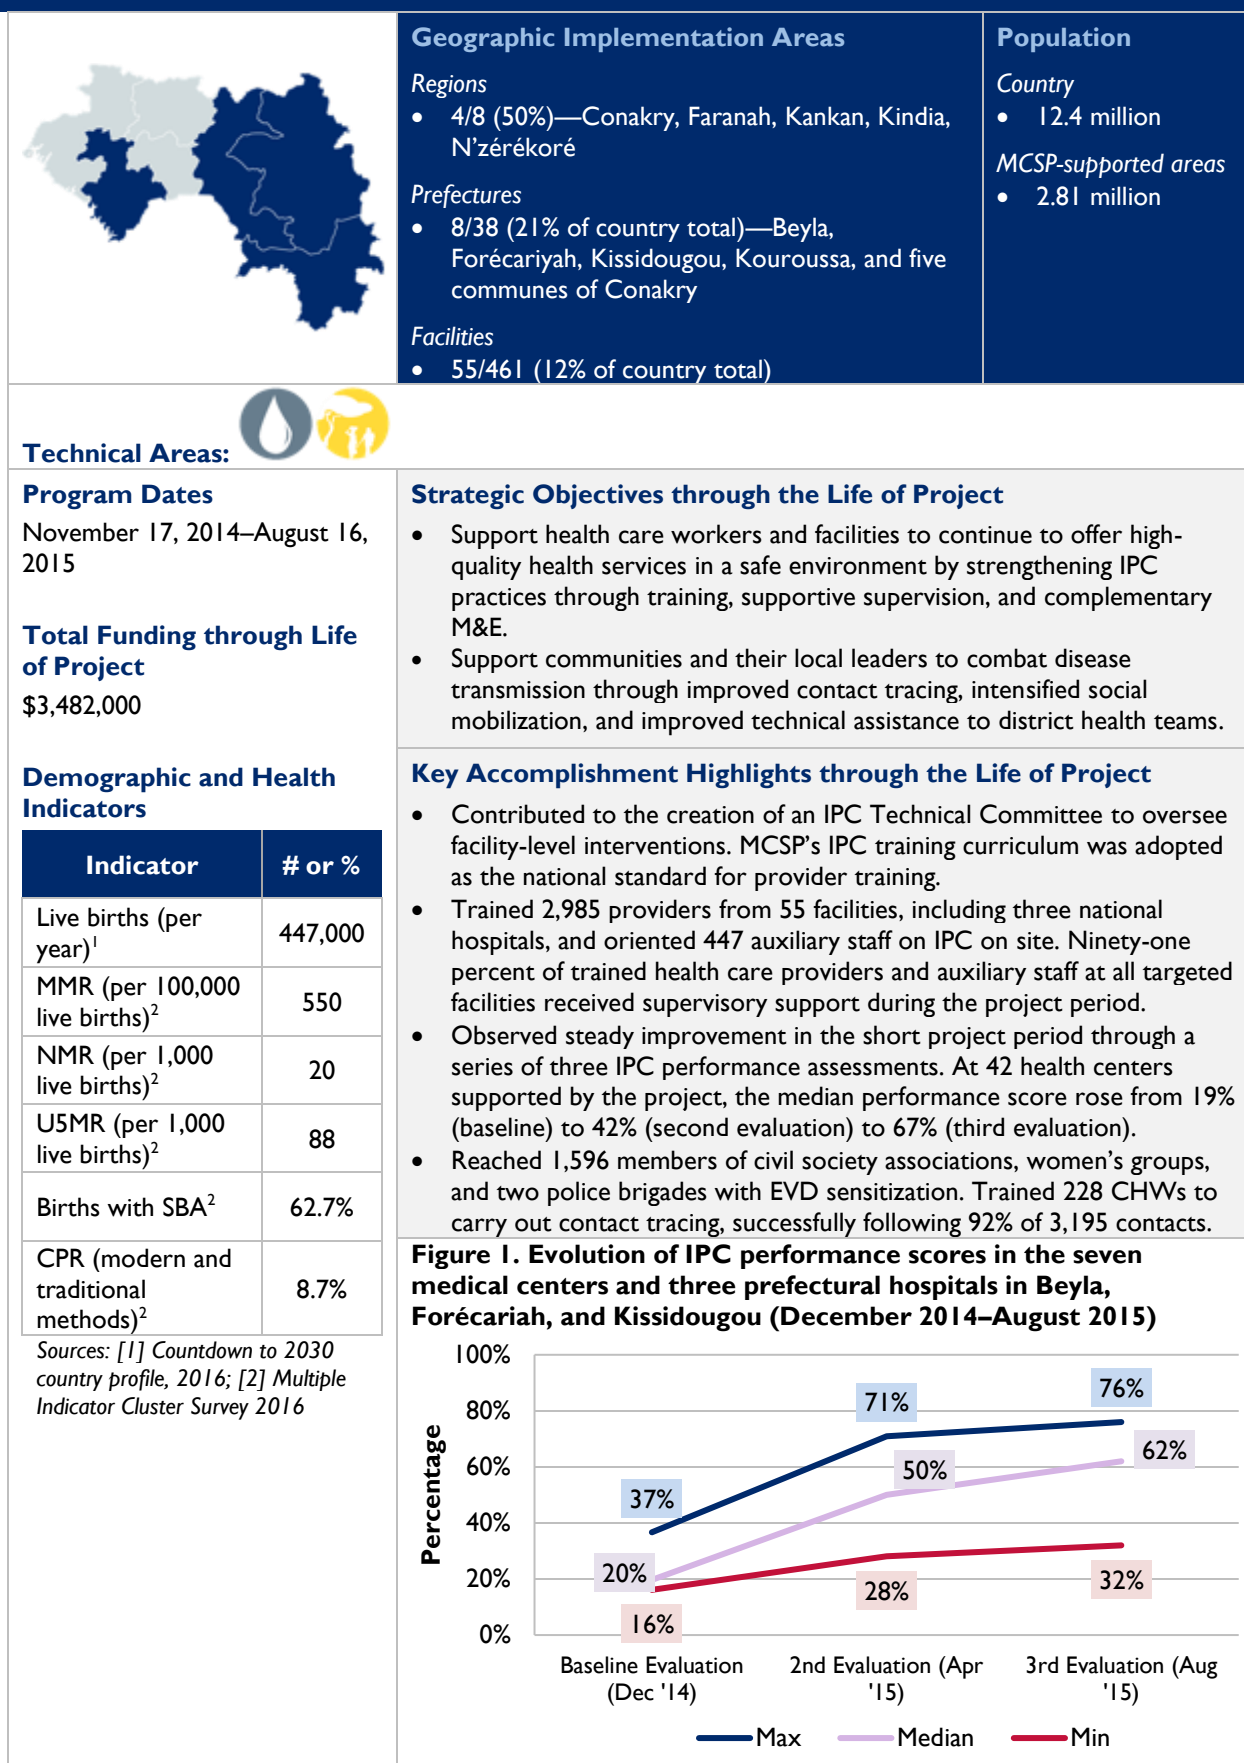 Geographic Implementation Areas
Regions
• 4/8 (50%)—Conakry, Faranah, Kankan, Kindia,
N’zérékoré
Prefectures
• 8/38 (21% of country total)—Beyla,
Forécariyah, Kissidougou, Kouroussa, and five
communes of Conakry
Facilities
• 55/461 (12% of country total)
Population
Country
• 12.4 million
MCSP-supported areas
• 2.81 million
Technical Areas:
Program Dates
November 17, 2014–August 16,
2015
Total Funding through Life
of Project
$3,482,000
Demographic and Health
Indicators
Indicator # or %
Live births (per
year)1 447,000
MMR (per 100,000
live births)2 550
NMR (per 1,000
live births)2 20
U5MR (per 1,000
live births)2 88
Births with SBA2 62.7%
CPR (modern and
traditional
methods)2 8.7%
Sources: [1] Countdown to 2030
country profile, 2016; [2] Multiple
Indicator Cluster Survey 2016
Strategic Objectives through the Life of Project
• Support health care workers and facilities to continue to offer high-
quality health services in a safe environment by strengthening IPC
practices through training, supportive supervision, and complementary
M&E.
• Support communities and their local leaders to combat disease
transmission through improved contact tracing, intensified social
mobilization, and improved technical assistance to district health teams.
Key Accomplishment Highlights through the Life of Project
• Contributed to the creation of an IPC Technical Committee to oversee
facility-level interventions. MCSP’s IPC training curriculum was adopted
as the national standard for provider training.
• Trained 2,985 providers from 55 facilities, including three national
hospitals, and oriented 447 auxiliary staff on IPC on site. Ninety-one
percent of trained health care providers and auxiliary staff at all targeted
facilities received supervisory support during the project period.
• Observed steady improvement in the short project period through a
series of three IPC performance assessments. At 42 health centers
supported by the project, the median performance score rose from 19%
(baseline) to 42% (second evaluation) to 67% (third evaluation).
• Reached 1,596 members of civil society associations, women’s groups,
and two police brigades with EVD sensitization. Trained 228 CHWs to
carry out contact tracing, successfully following 92% of 3,195 contacts.
Figure 1. Evolution of IPC performance scores in the seven
medical centers and three prefectural hospitals in Beyla,
Forécariah, and Kissidougou (December 2014–August 2015)
Percentage
100%
80%
60%
40%
20%
0%
37%
71%
76%
20%
50%
62%
16%
28%
32%
Baseline Evaluation
(Dec '14)
2nd Evaluation (Apr
'15)
3rd Evaluation (Aug
'15)
Max Median Min